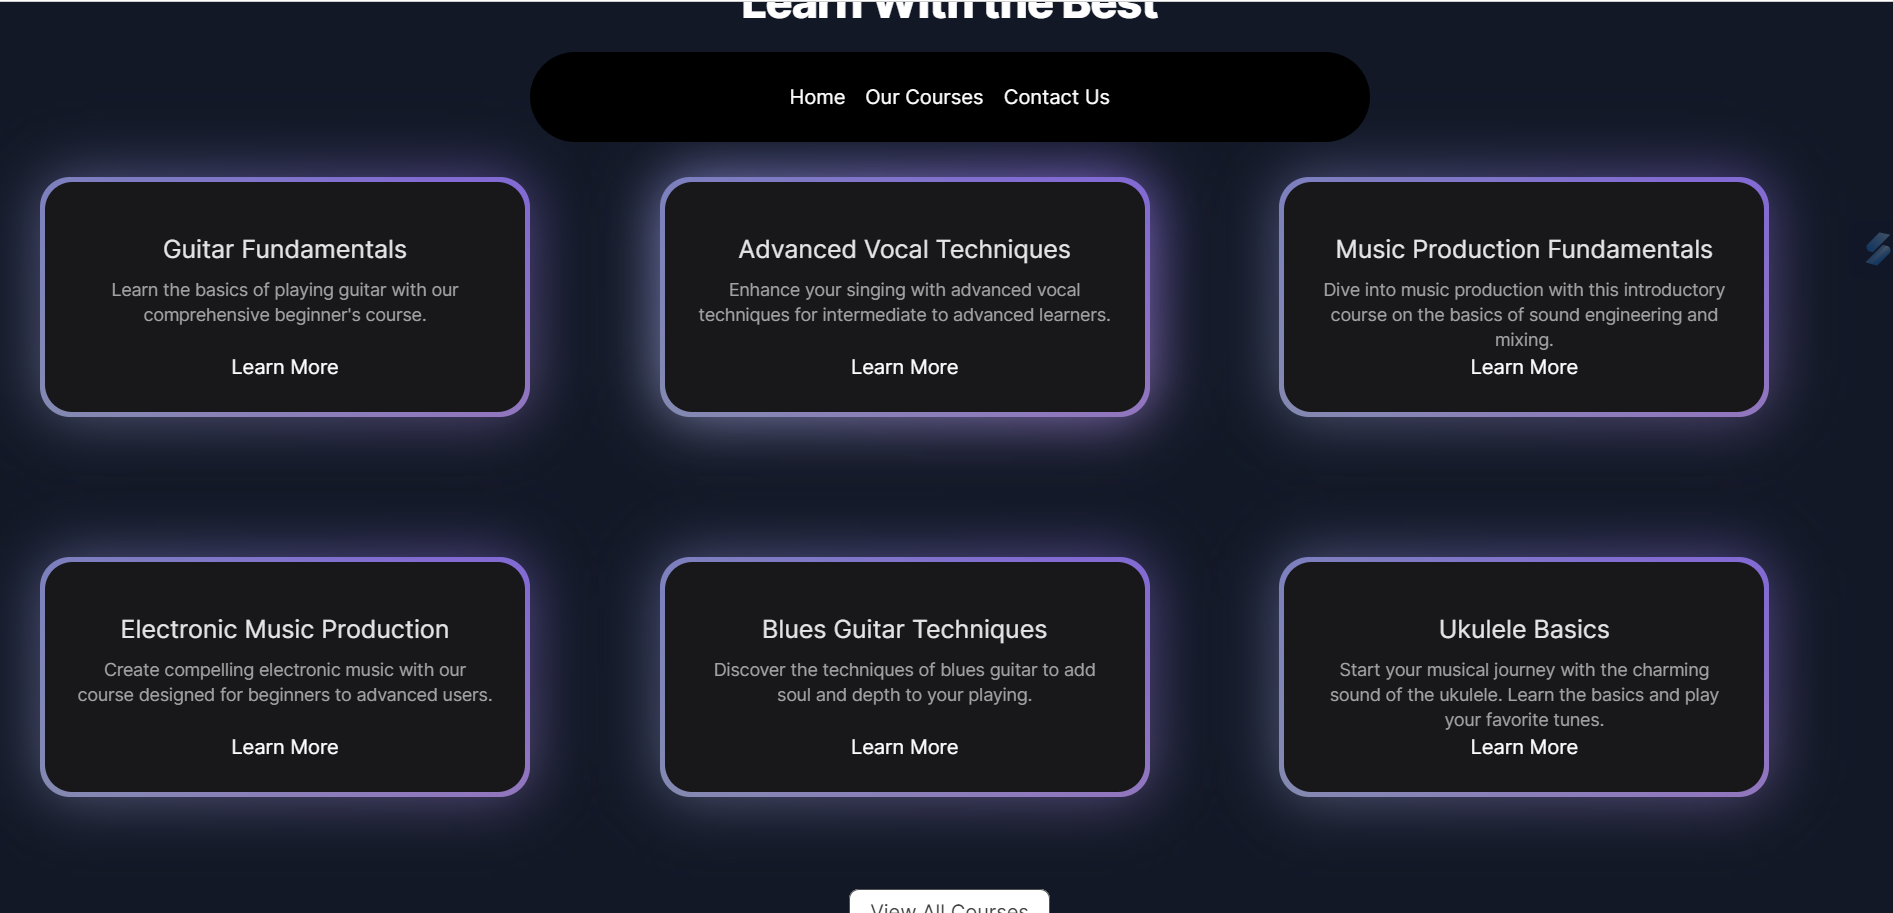 Learn With the Best
Home Our Courses Contact Us
Guitar Fundamentals
Learn the basics of playing guitar with our
comprehensive beginner's course.
Learn More
Advanced Vocal Techniques
Enhance your singing with advanced vocal
techniques for intermediate to advanced learners.
Learn More
Music Production Fundamentals
Dive into music production with this introductory
course on the basics of sound engineering and
mixing.
Learn More
Electronic Music Production
Create compelling electronic music with our
course designed for beginners to advanced users.
Learn More
Blues Guitar Techniques
Discover the techniques of blues guitar to add
soul and depth to your playing.
Learn More
Ukulele Basics
Start your musical journey with the charming
sound of the ukulele. Learn the basics and play
your favorite tunes.
Learn More
View All Courses